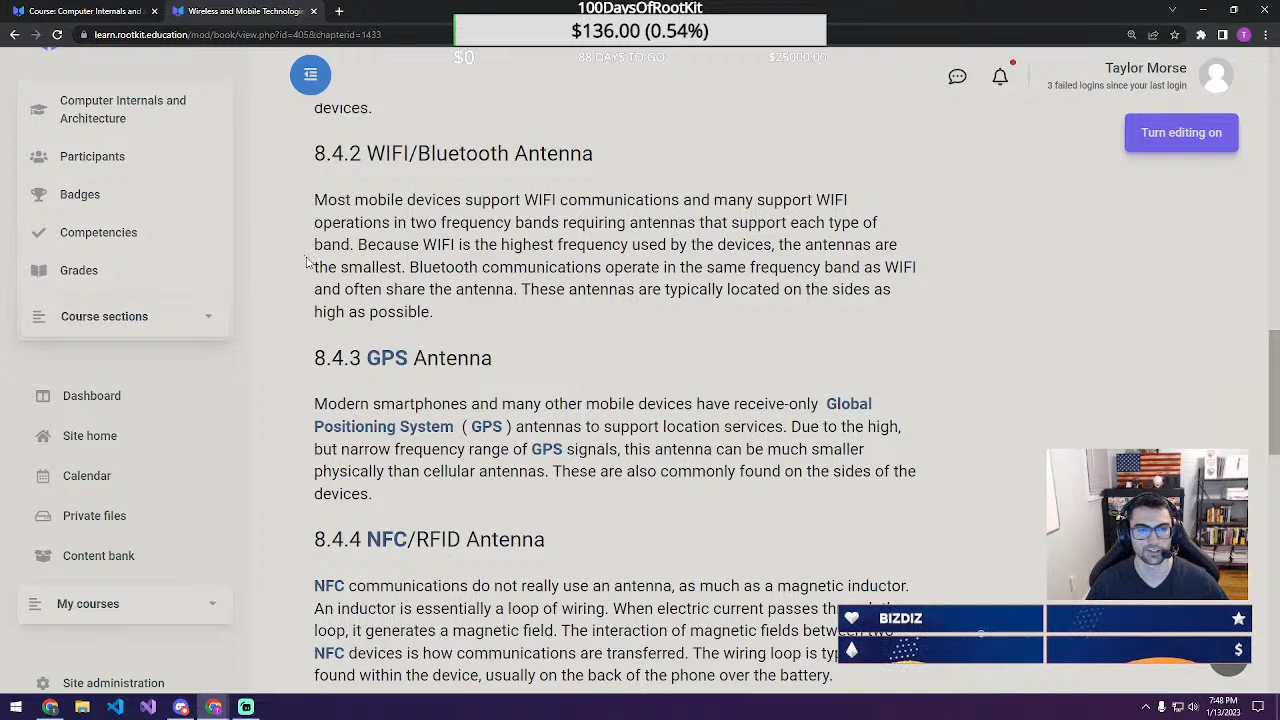 Course: Computer Internals and
Wireless and Mobile Technolog
100DaysOfRootKit
learn.rootkit.education/mod/book/view.php?id=405&chapterid=1433
$136.00 (0.54%)
$0
88 DAYS TO GO
$25000.00
T
Taylor Morse
3 failed logins since your last login
Turn editing on
Computer Internals and
Architecture
Participants
Badges
Competencies
Grades
Course sections
Dashboard
Site home
Calendar
Private files
Content bank
My courses
Site administration
devices.
8.4.2 WIFI/Bluetooth Antenna
Most mobile devices support WIFI communications and many support WIFI
operations in two frequency bands requiring antennas that support each type of
band. Because WIFI is the highest frequency used by the devices, the antennas are
the smallest. Bluetooth communications operate in the same frequency band as WIFI
and often share the antenna. These antennas are typically located on the sides as
high as possible.
8.4.3 GPS Antenna
Modern smartphones and many other mobile devices have receive-only Global
Positioning System ( GPS ) antennas to support location services. Due to the high,
but narrow frequency range of GPS signals, this antenna can be much smaller
physically than cellular antennas. These are also commonly found on the sides of the
devices.
8.4.4 NFC/RFID Antenna
NFC communications do not really use an antenna, as much as a magnetic inductor.
An inductor is essentially a loop of wiring. When electric current passes
loop, it generates a magnetic field. The interaction of magnetic fields
NFC devices is how communications are transferred. The wiring loop is
found within the device, usually on the back of the phone over the battery.
BIZDIZ
$
7:48 PM
1/13/2023